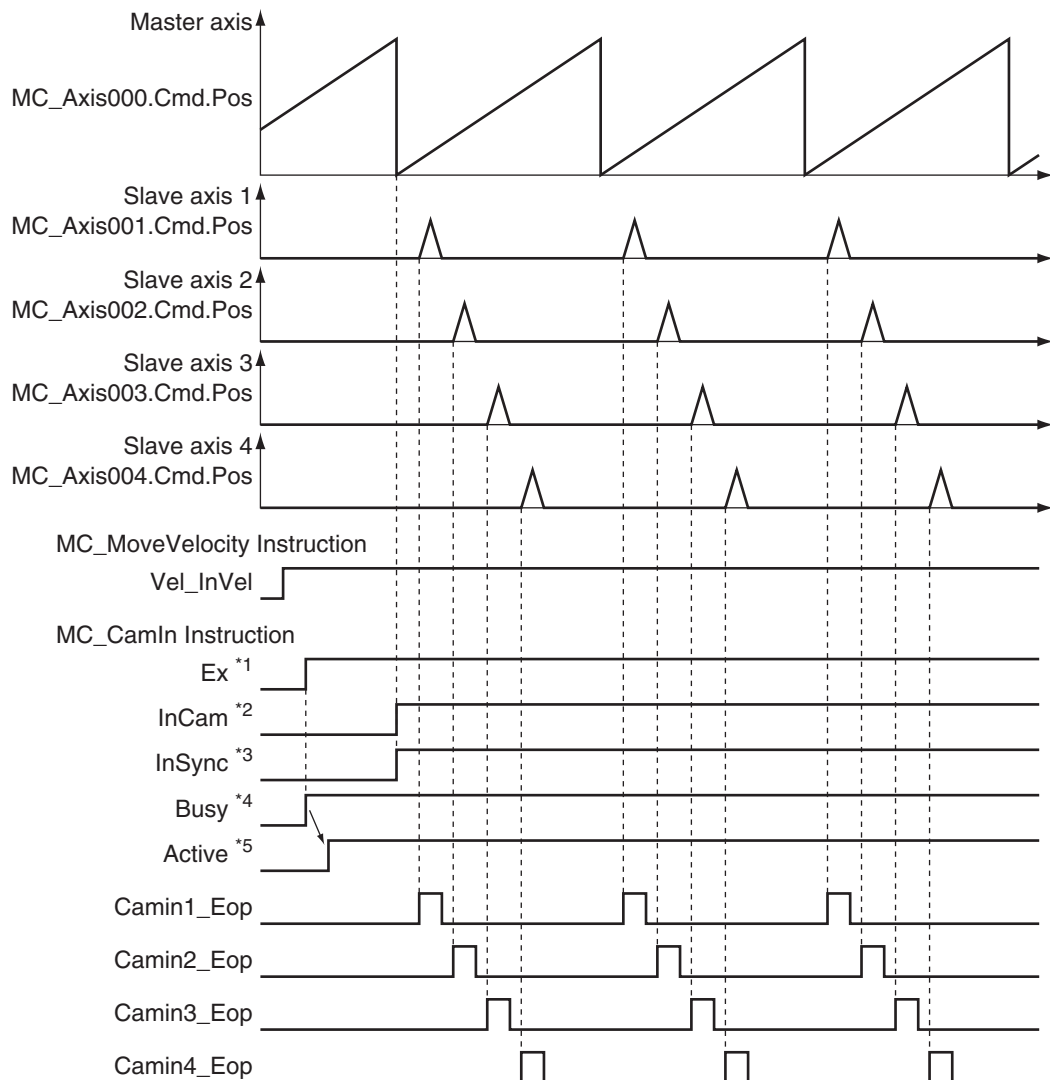 Master axis
MC_Axis000.Cmd.Pos
Slave axis 1
MC_Axis001.Cmd.Pos
Slave axis 2
MC_Axis002.Cmd.Pos
Slave axis 3
MC_Axis003.Cmd.Pos
Slave axis 4
MC_Axis004.Cmd.Pos
MC_MoveVelocity Instruction
Vel_InVel
MC_CamIn Instruction
Ex *1
InCam *2
InSync *3
Busy *4
Active *5
Camin1_Eop
Camin2_Eop
Camin3_Eop
Camin4_Eop